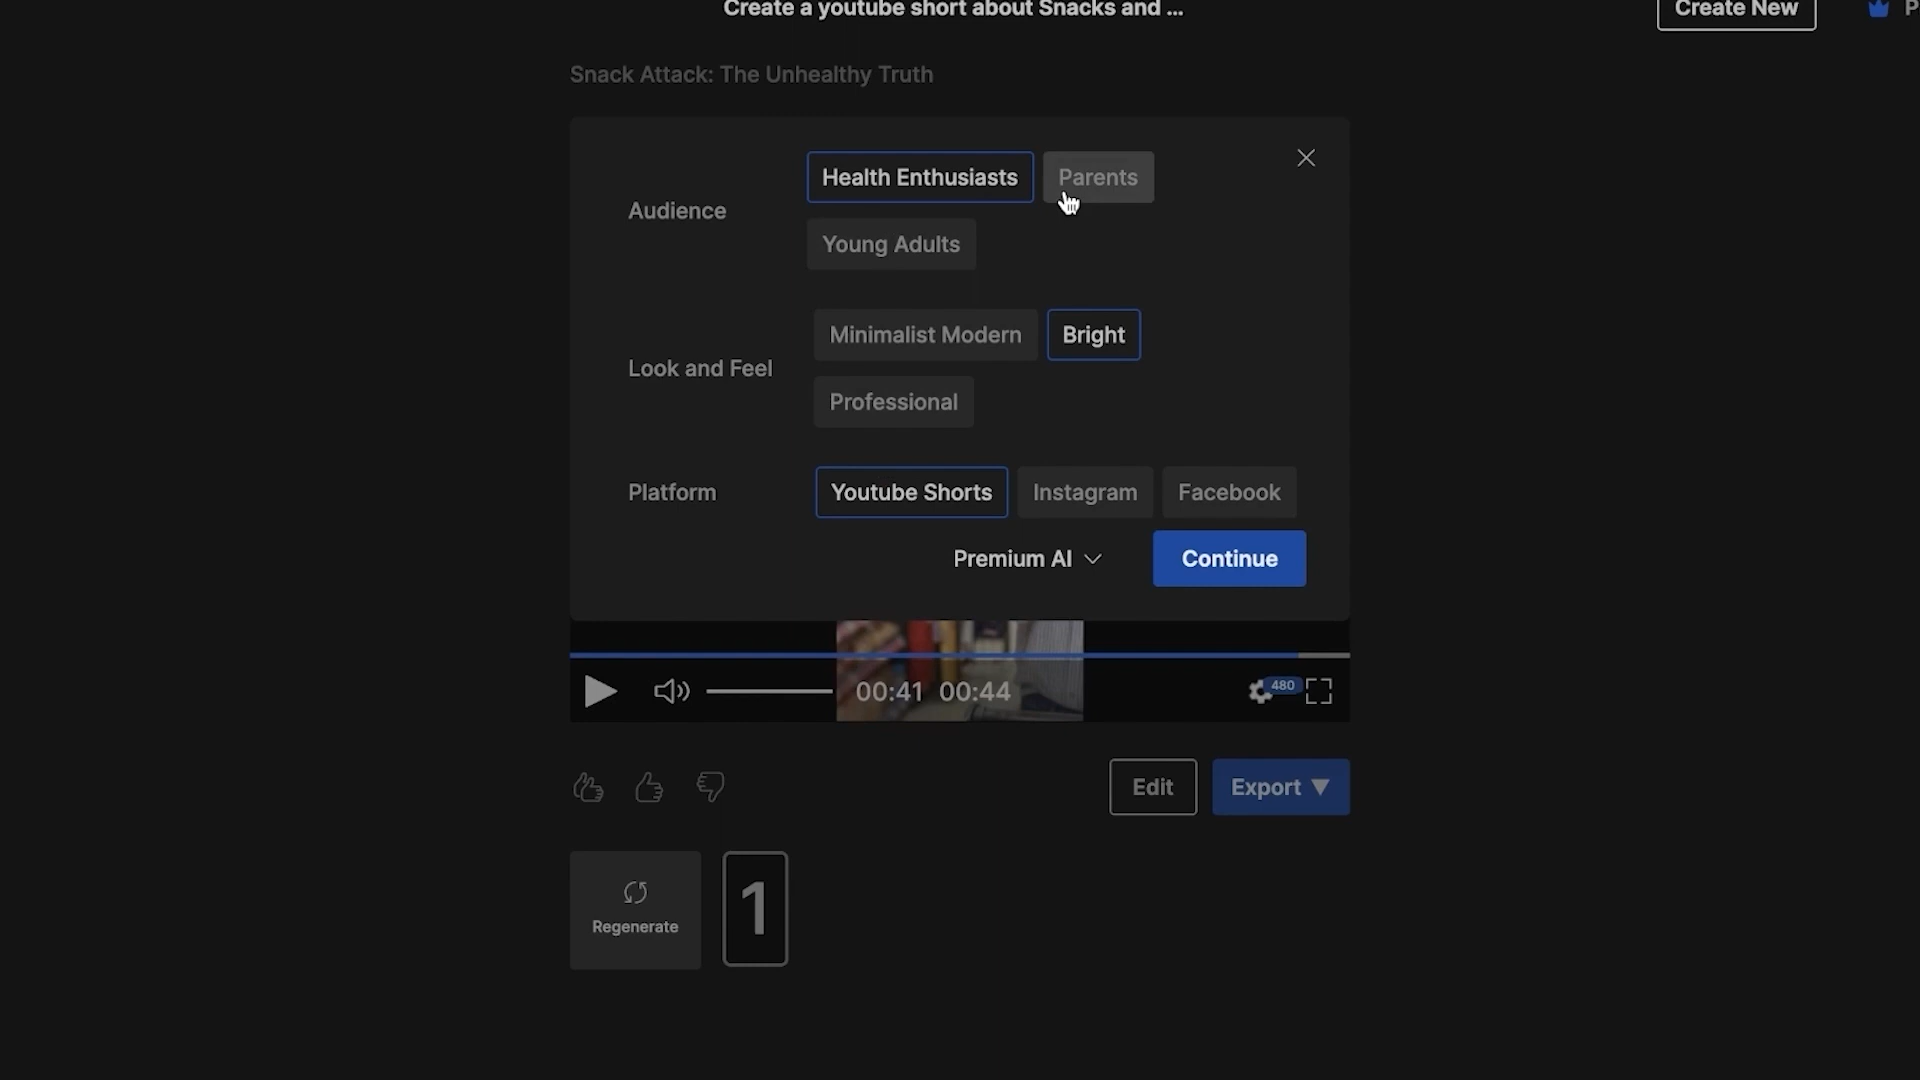 Create a youtube short about Snacks and ...
Create New
P
Snack Attack: The Unhealthy Truth
Audience
Health Enthusiasts
Parents
Young Adults
Look and Feel
Minimalist Modern
Bright
Professional
Platform
Youtube Shorts
Instagram
Facebook
Premium AI
Continue
00:41 00:44
480
Edit
Export
Regenerate
1